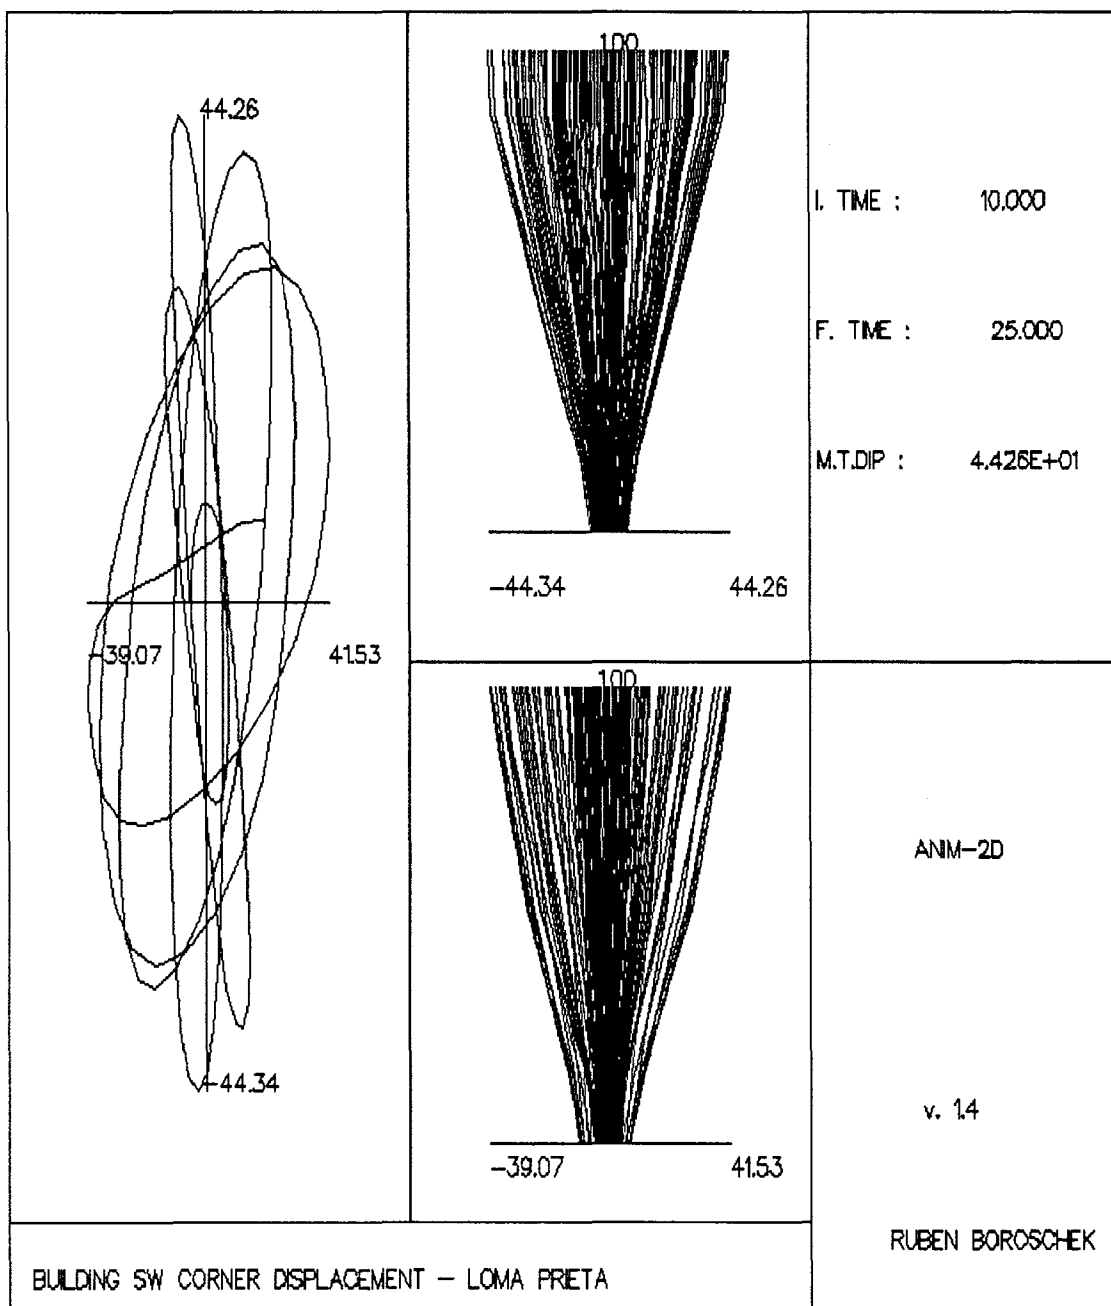 44.26
-39.07 41.53
-44.34
100
-44.34 44.26
100
-39.07 41.53
I. TIME : 10.000
F. TIME : 25.000
M.T.DIP : 4.426E+01
ANIM-2D
v. 1.4
RUBEN BOROSCHEK
BUILDING SW CORNER DISPLACEMENT - LOMA PRIETA